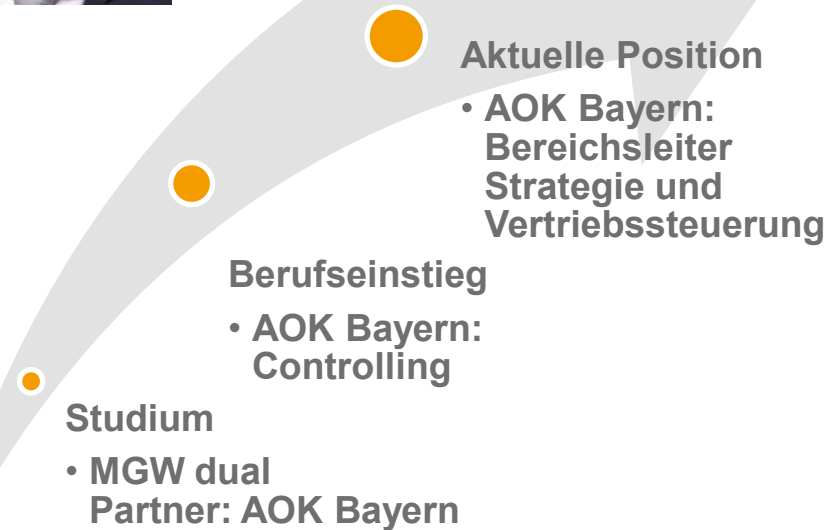 Aktuelle Position
• AOK Bayern:
Bereichsleiter
Strategie und
Vertriebssteuerung
Berufseinstieg
• AOK Bayern:
Controlling
Studium
• MGW dual
Partner: AOK Bayern